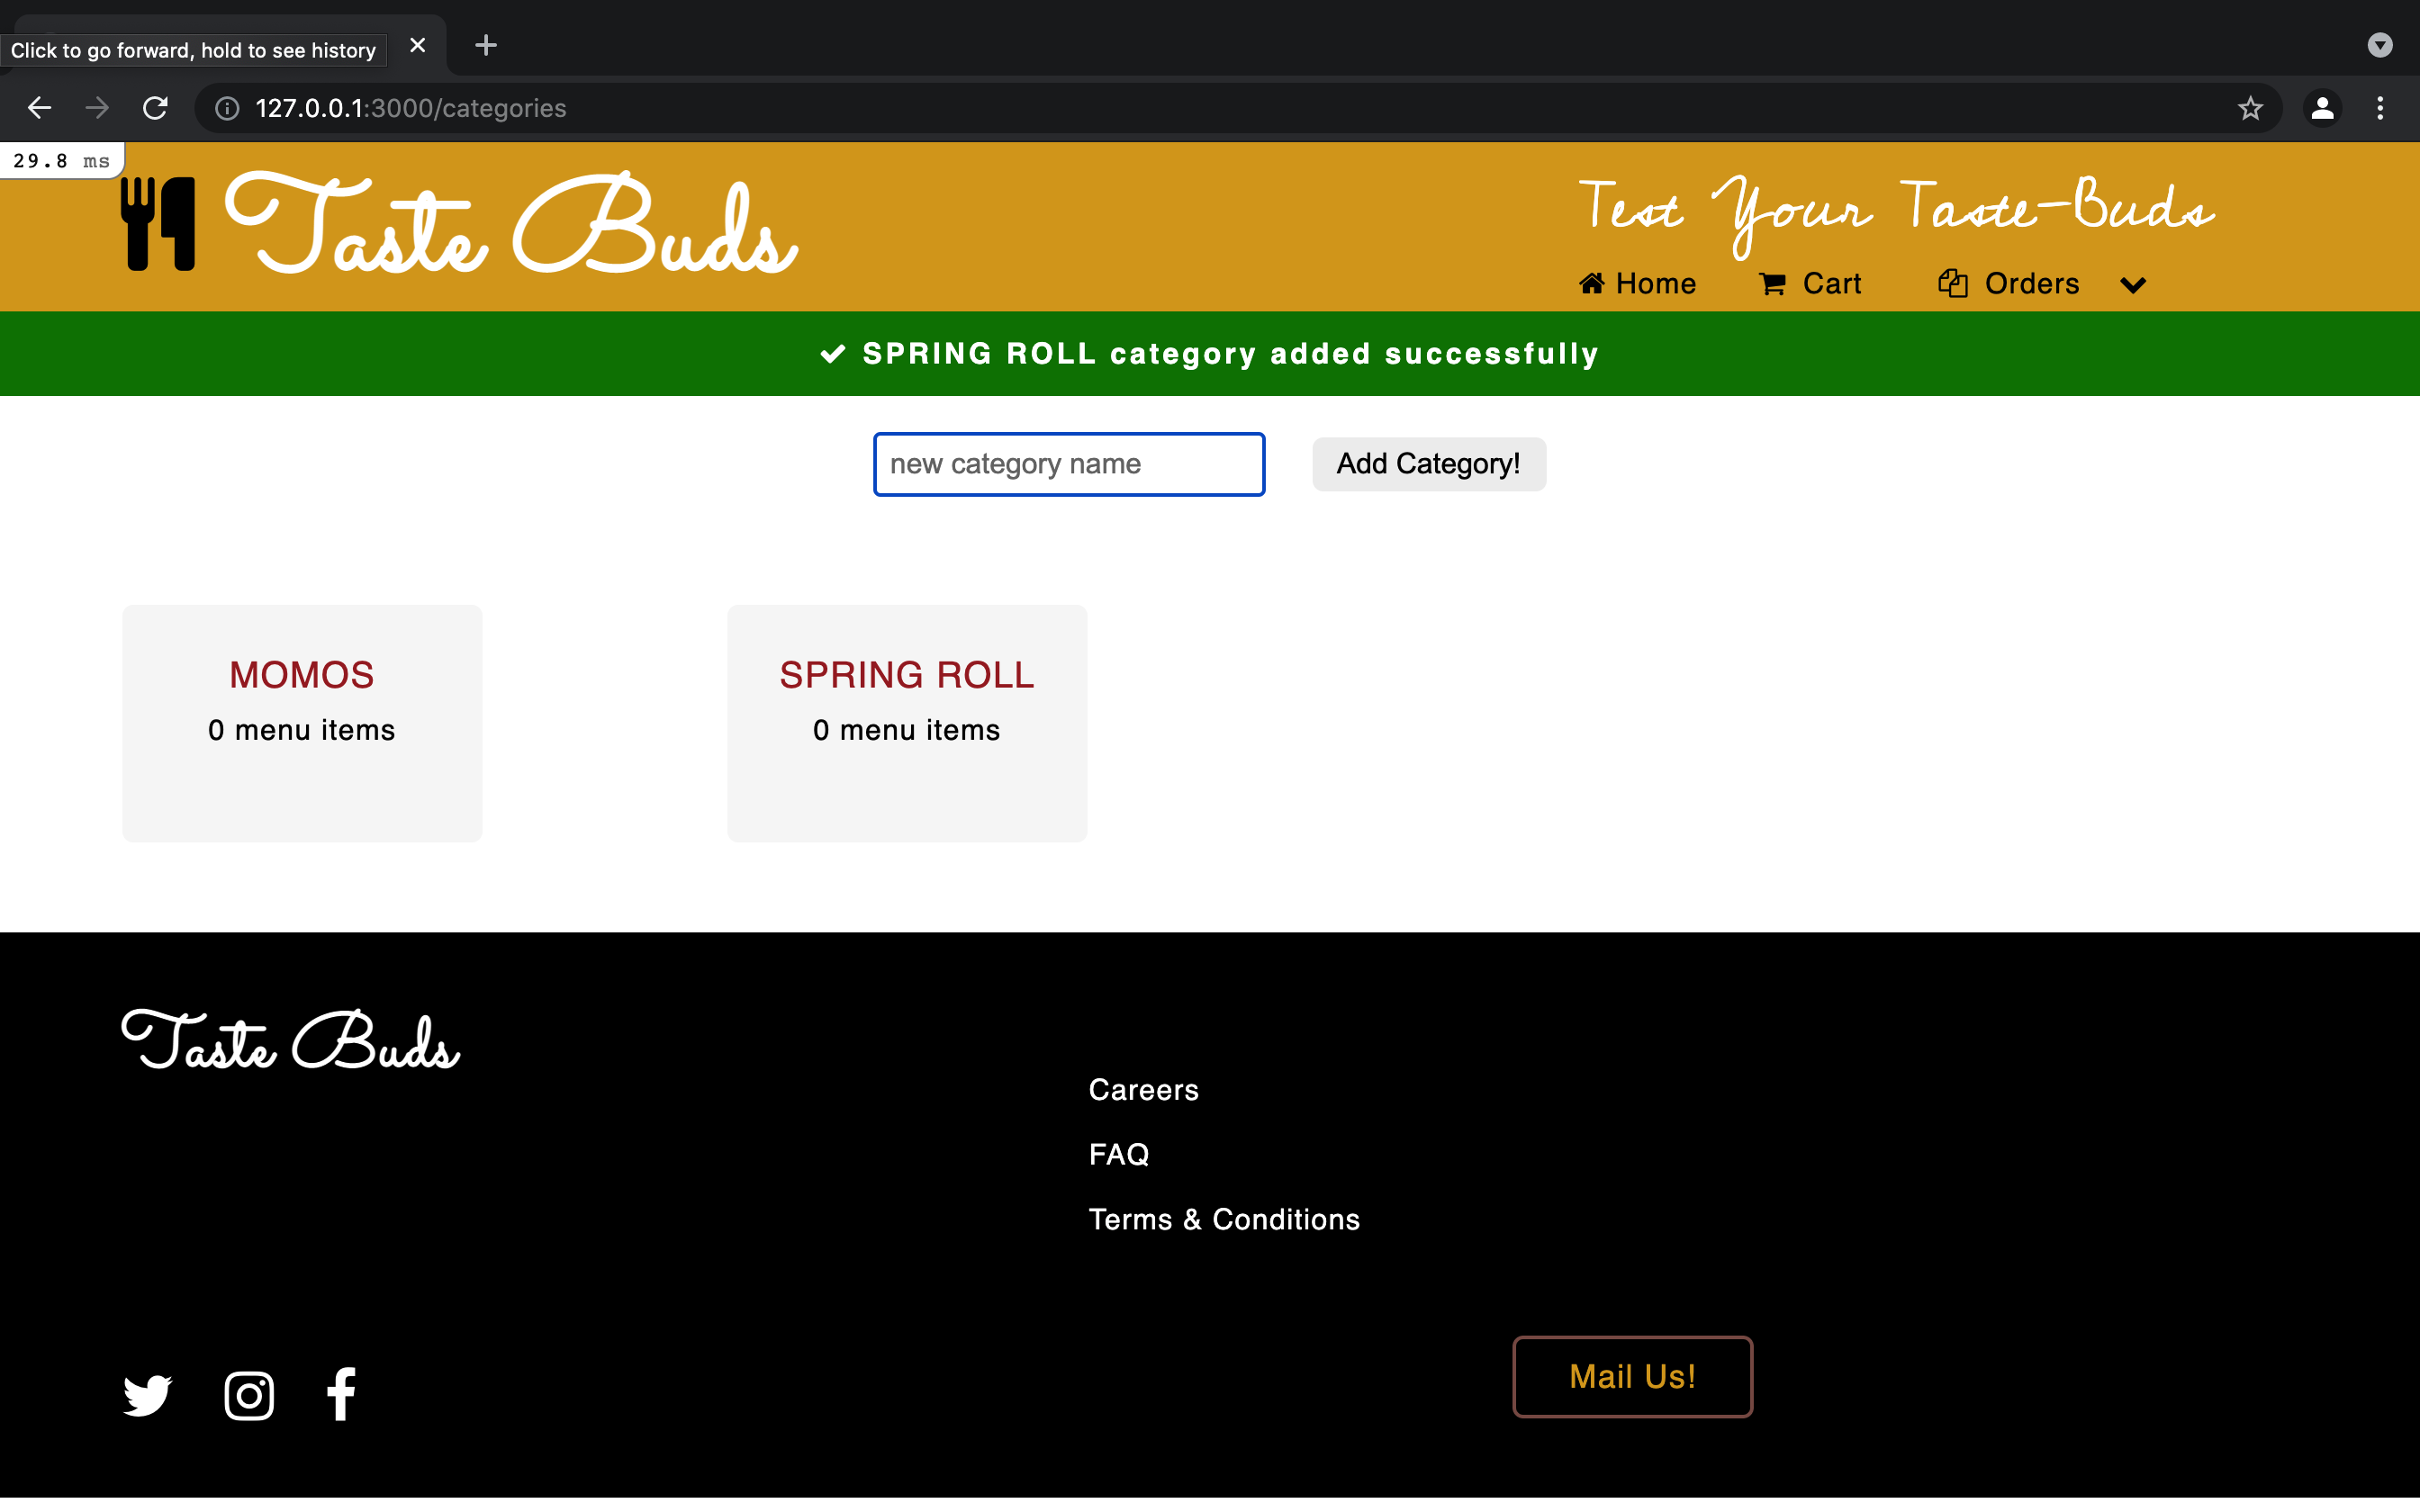 Click to go forward, hold to see history
127.0.0.1:3000/categories
29.8 ms
Taste Buds
Test Your Taste-Buds
Home Cart Orders
SPRING ROLL category added successfully
new category name
Add Category!
MOMOS
0 menu items
SPRING ROLL
0 menu items
Taste Buds
Careers
FAQ
Terms & Conditions
Mail Us!